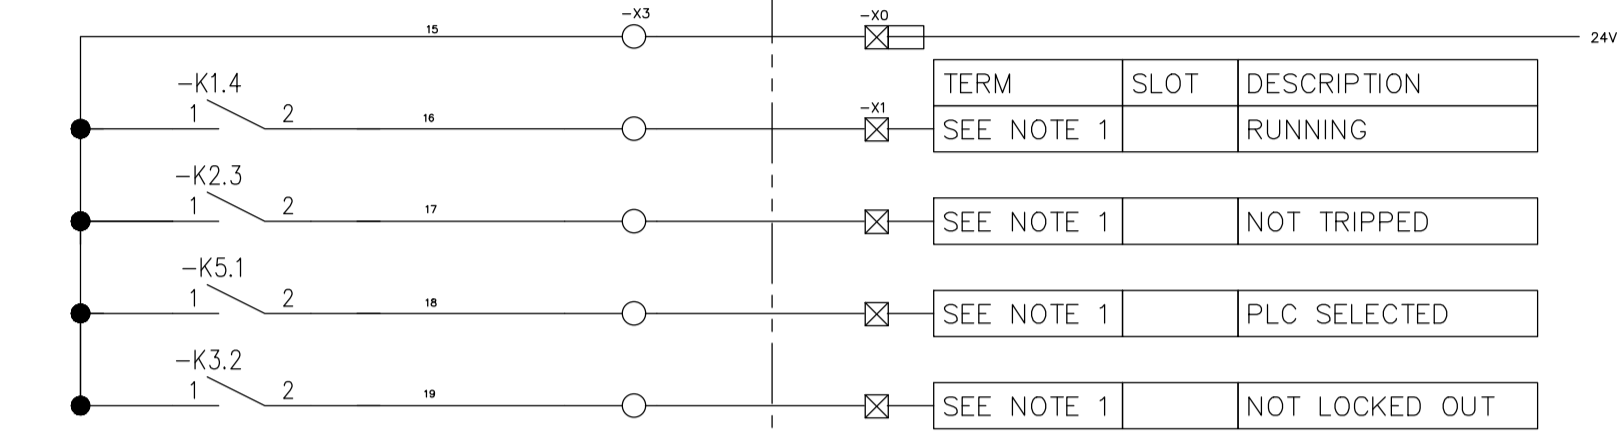 -X3 -X0
15 24V
-K1.4 TERM SLOT DESCRIPTION
1 2 16 -X1 SEE NOTE 1 RUNNING
-K2.3
1 2 17 SEE NOTE 1 NOT TRIPPED
-K5.1
1 2 18 SEE NOTE 1 PLC SELECTED
-K3.2
1 2 19 SEE NOTE 1 NOT LOCKED OUT